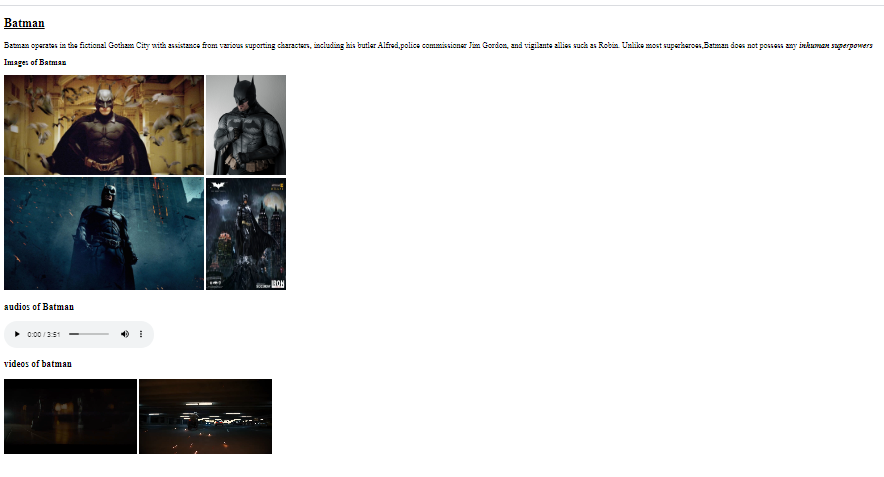 Batman
Batman operates in the fictional Gotham City with assistance from various suporting characters, including his butler Alfred,police commissioner Jim Gordon, and vigilante allies such as Robin. Unlike most superheroes,Batman does not possess any inhuman superpowers
Images of Batman
audios of Batman
0:00 / 3:51
videos of batman